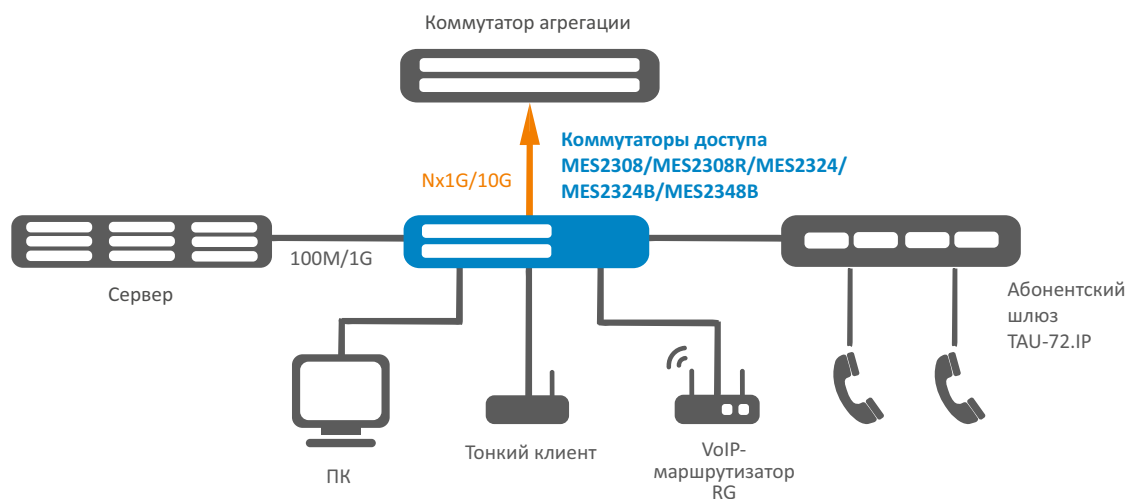 Коммутатор агрегации
Коммутаторы доступа
MES2308/MES2308R/MES2324/
MES2324B/MES2348B
Nx1G/10G
100M/1G
Сервер
Абонентский
шлюз
TAU-72.IP
ПК
Тонкий клиент
VoIP-
маршрутизатор
RG